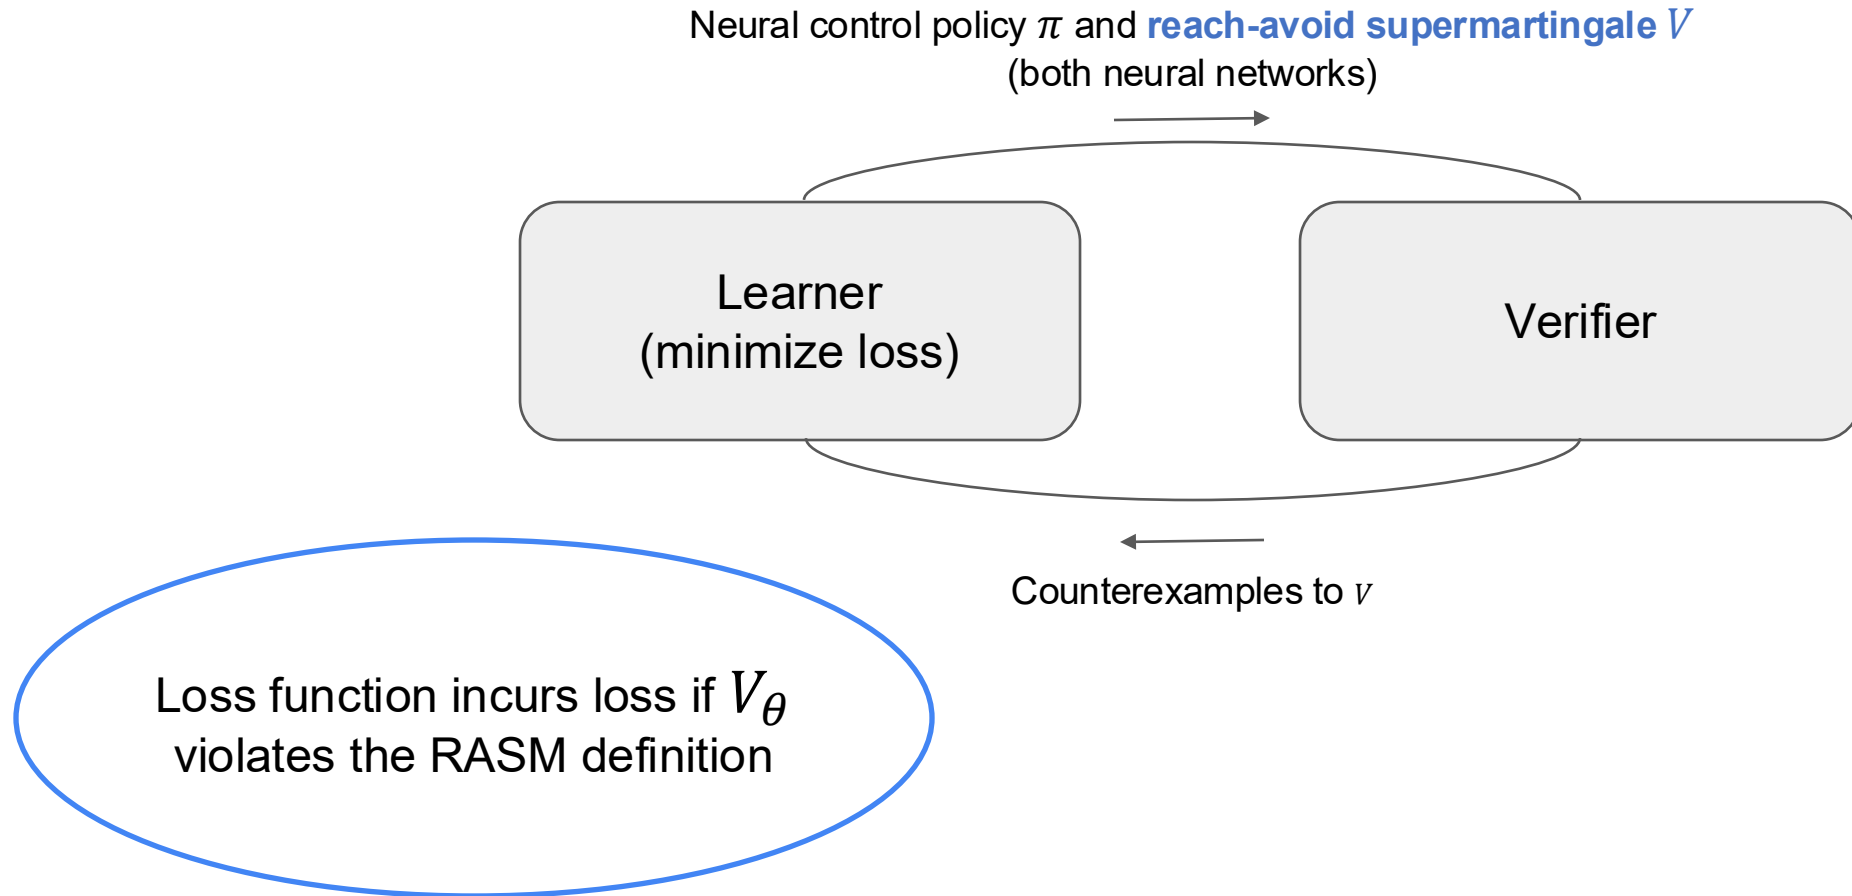 Neural control policy π and reach-avoid supermartingale V
(both neural networks)
Learner
(minimize loss)
Verifier
Counterexamples to V
Loss function incurs loss if V_θ
violates the RASM definition